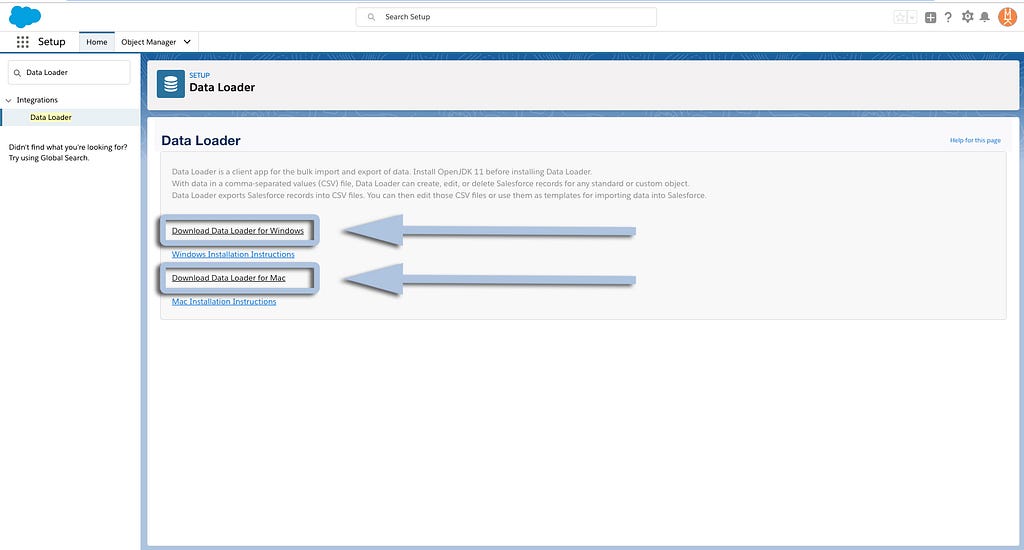 Search Setup
Setup
Home
Object Manager
Data Loader
Integrations
Data Loader
Didn't find what you're looking for?
Try using Global Search.
SETUP
Data Loader
Data Loader
Help for this page
Data Loader is a client app for the bulk import and export of data. Install OpenJDK 11 before installing Data Loader.
With data in a comma-separated values (CSV) file, Data Loader can create, edit, or delete Salesforce records for any standard or custom object.
Data Loader exports Salesforce records into CSV files. You can then edit those CSV files or use them as templates for importing data into Salesforce.
Download Data Loader for Windows
Windows Installation Instructions
Download Data Loader for Mac
Mac Installation Instructions